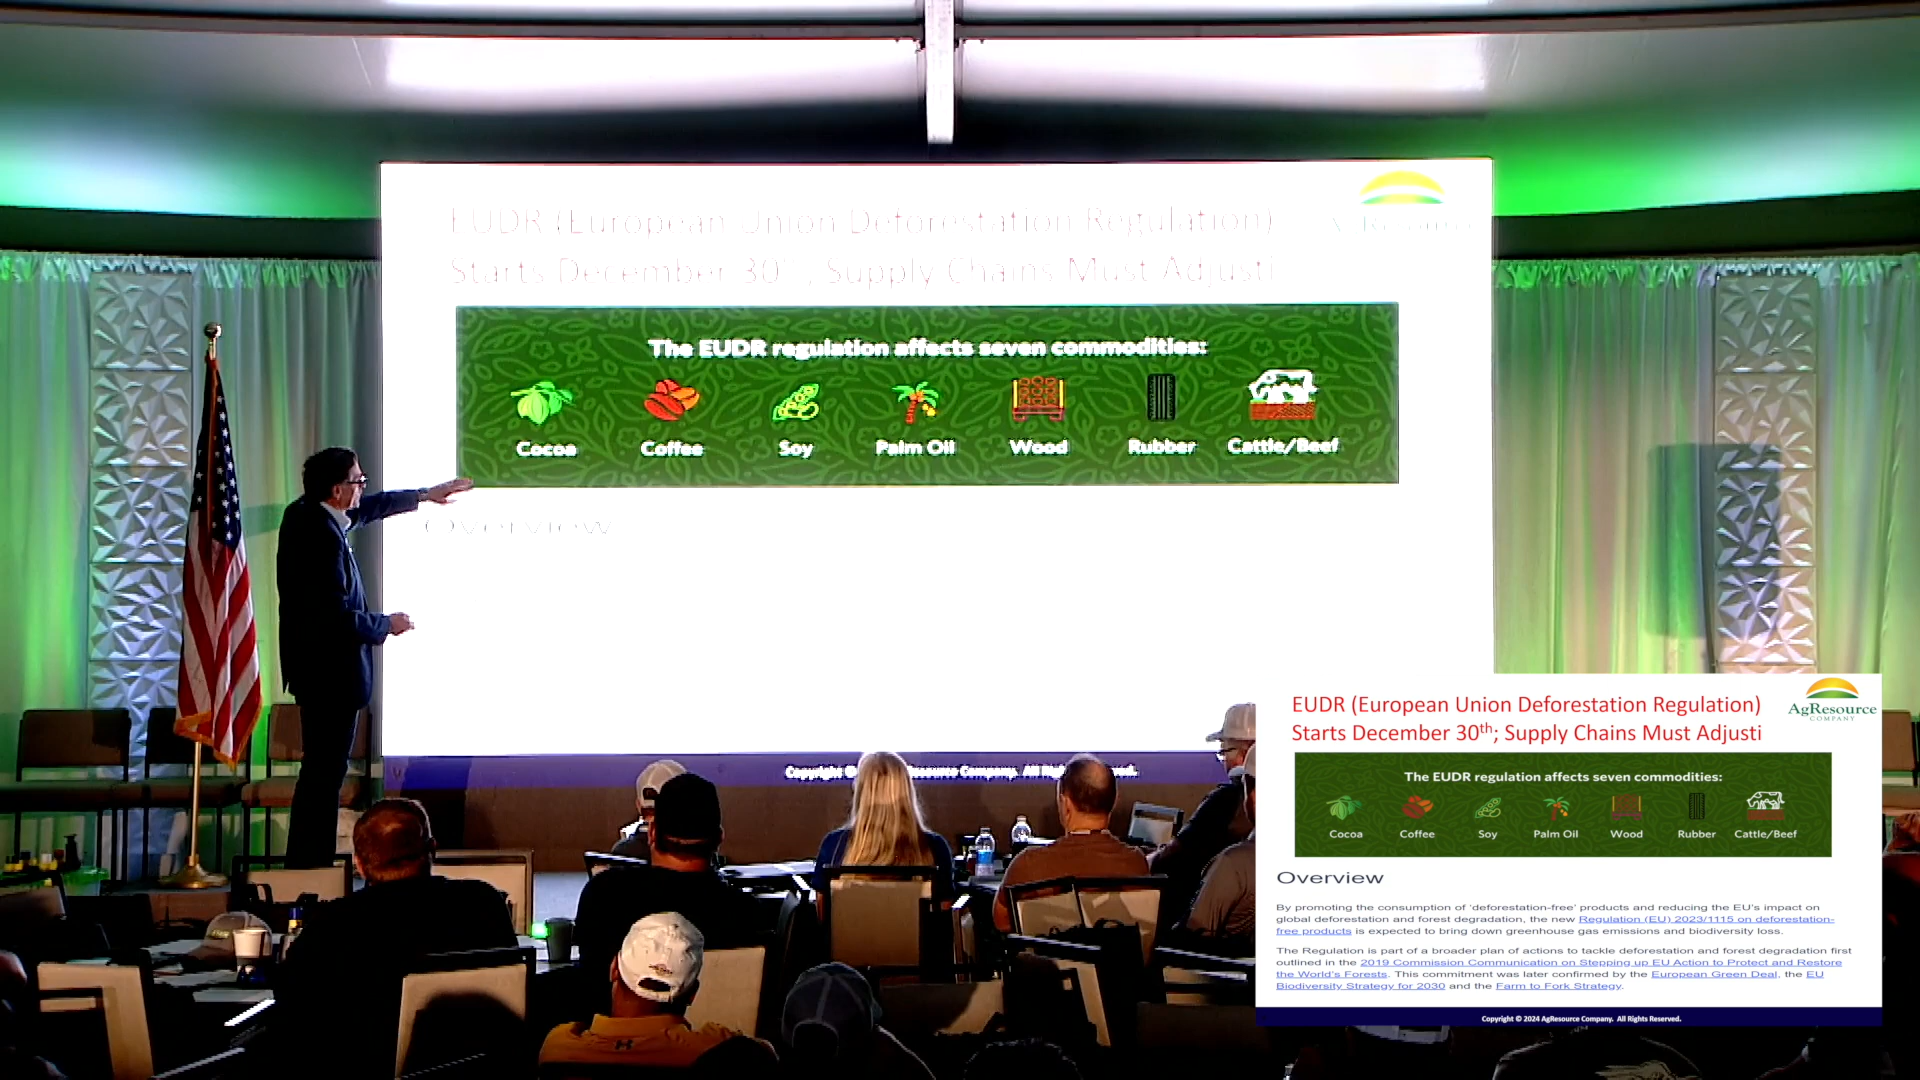 EUDR (European Union Deforestation Regulation)
Starts December 30th; Supply Chains Must Adjusti
The EUDR regulation affects seven commodities:
Cocoa Coffee Soy Palm Oil Wood Rubber Cattle/Beef
Overview
EUDR (European Union Deforestation Regulation)
Starts December 30th; Supply Chains Must Adjusti
AgResource
COMPANY
The EUDR regulation affects seven commodities:
Cocoa Coffee Soy Palm Oil Wood Rubber Cattle/Beef
Overview
By promoting the consumption of 'deforestation-free' products and reducing the EU's impact on
global deforestation and forest degradation, the new Regulation (EU) 2023/1115 on deforestation-
free products is expected to bring down greenhouse gas emissions and biodiversity loss.
The Regulation is part of a broader plan of actions to tackle deforestation and forest degradation first
outlined in the 2019 Commission Communication on Stepping up EU Action to Protect and Restore
the World's Forests. This commitment was later confirmed by the European Green Deal, the EU
Biodiversity Strategy for 2030 and the Farm to Fork Strategy.
Copyright © 2024 AgResource Company. All Rights Reserved.